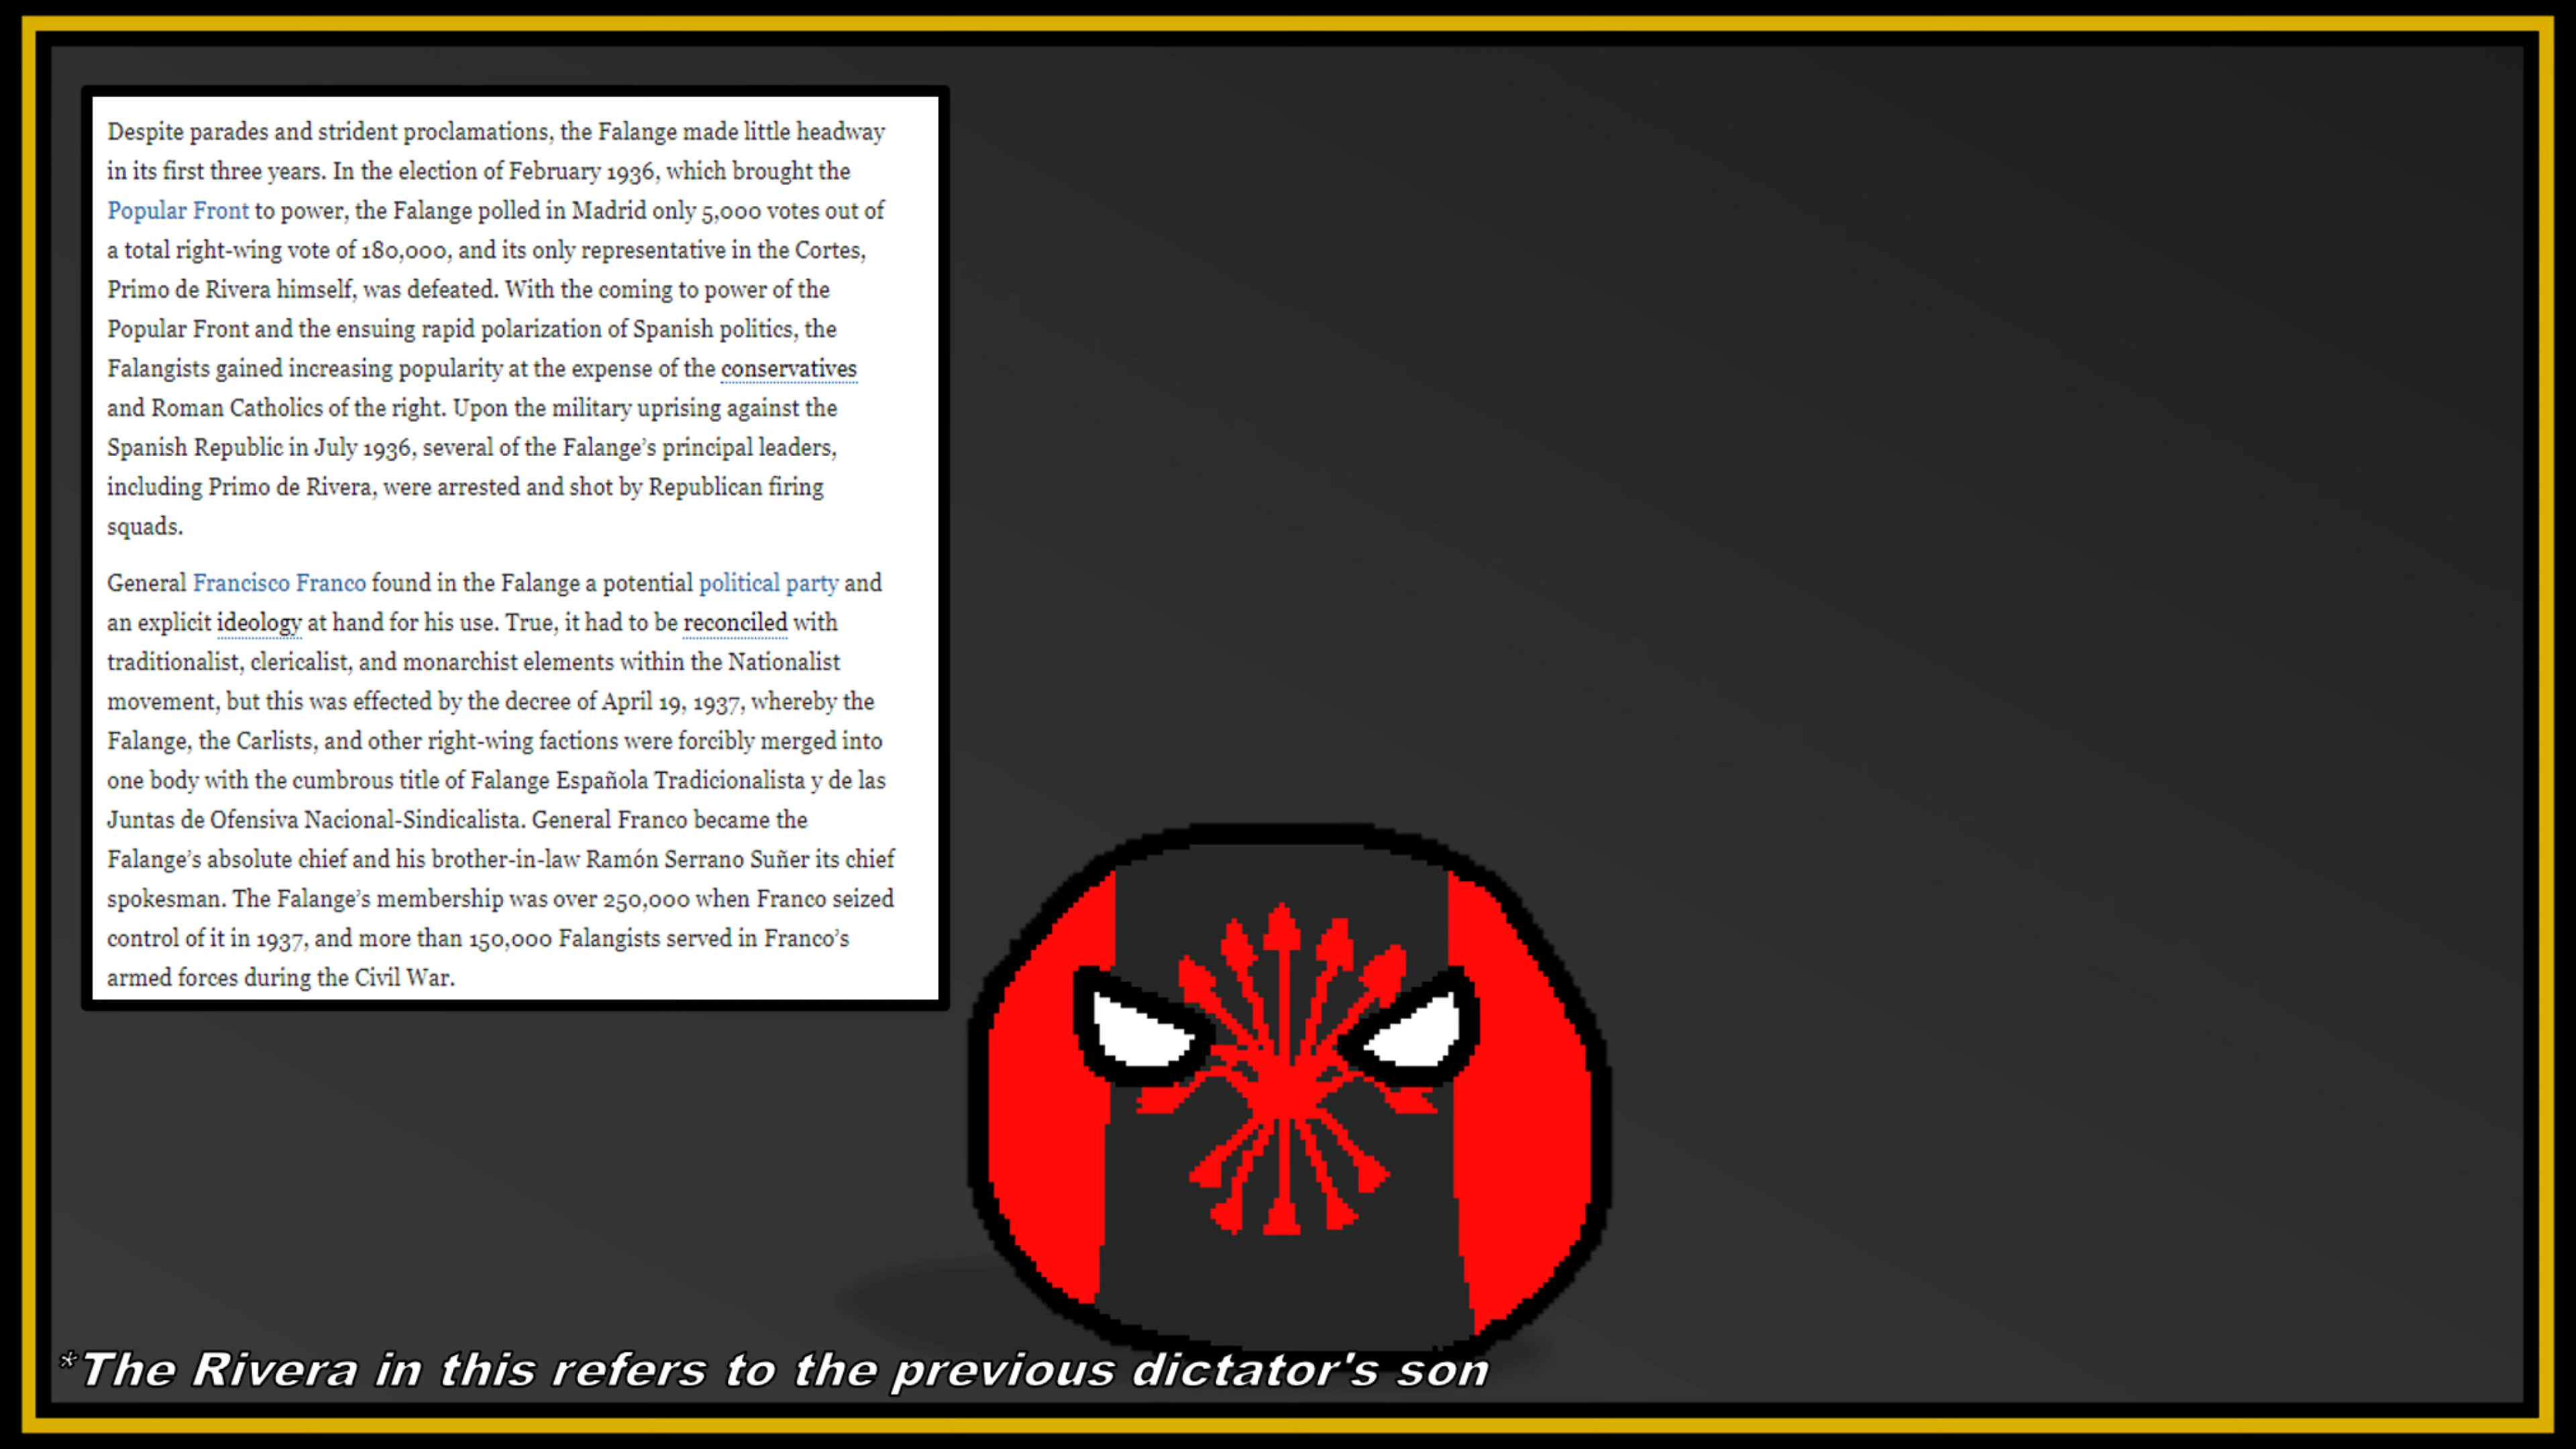 Despite parades and strident proclamations, the Falange made little headway
in its first three years. In the election of February 1936, which brought the
Popular Front to power, the Falange polled in Madrid only 5,000 votes out of
a total right-wing vote of 180,000, and its only representative in the Cortes,
Primo de Rivera himself, was defeated. With the coming to power of the
Popular Front and the ensuing rapid polarization of Spanish politics, the
Falangists gained increasing popularity at the expense of the conservatives
and Roman Catholics of the right. Upon the military uprising against the
Spanish Republic in July 1936, several of the Falange’s principal leaders,
including Primo de Rivera, were arrested and shot by Republican firing
squads.
General Francisco Franco found in the Falange a potential political party and
an explicit ideology at hand for his use. True, it had to be reconciled with
traditionalist, clericalist, and monarchist elements within the Nationalist
movement, but this was effected by the decree of April 19, 1937, whereby the
Falange, the Carlists, and other right-wing factions were forcibly merged into
one body with the cumbrous title of Falange Española Tradicionalista y de las
Juntas de Ofensiva Nacional-Sindicalista. General Franco became the
Falange’s absolute chief and his brother-in-law Ramón Serrano Suñer its chief
spokesman. The Falange’s membership was over 250,000 when Franco seized
control of it in 1937, and more than 150,000 Falangists served in Franco’s
armed forces during the Civil War.
*The Rivera in this refers to the previous dictator's son